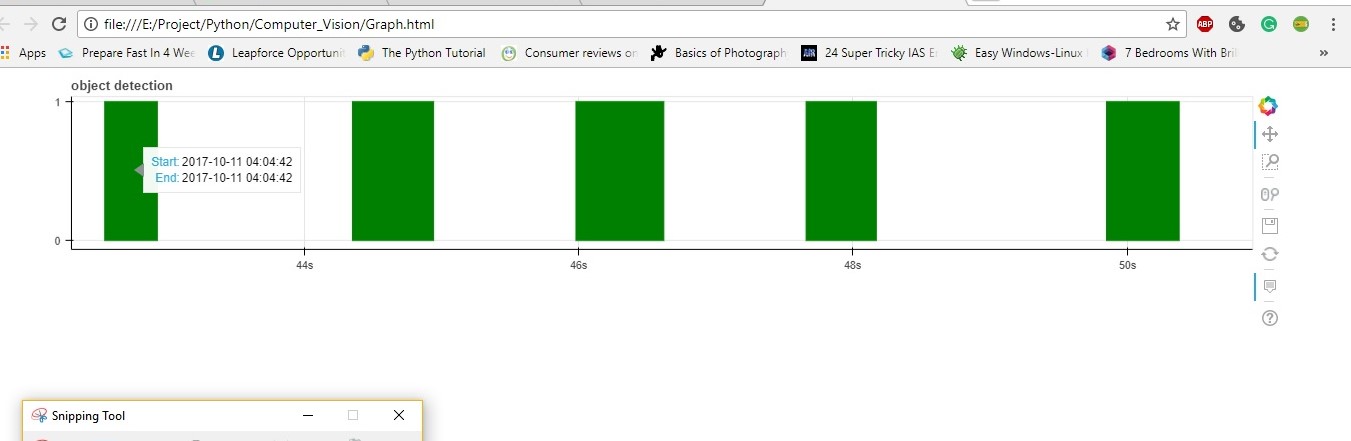 file:///E:/Project/Python/Computer_Vision/Graph.html
ABP
Apps Prepare Fast In 4 Wee Leapforce Opportuni The Python Tutorial Consumer reviews on Basics of Photograph 24 Super Tricky IAS E Easy Windows-Linux 7 Bedrooms With Bril »
object detection
1
Start: 2017-10-11 04:04:42
End: 2017-10-11 04:04:42
0
44s 46s 48s 50s
Snipping Tool